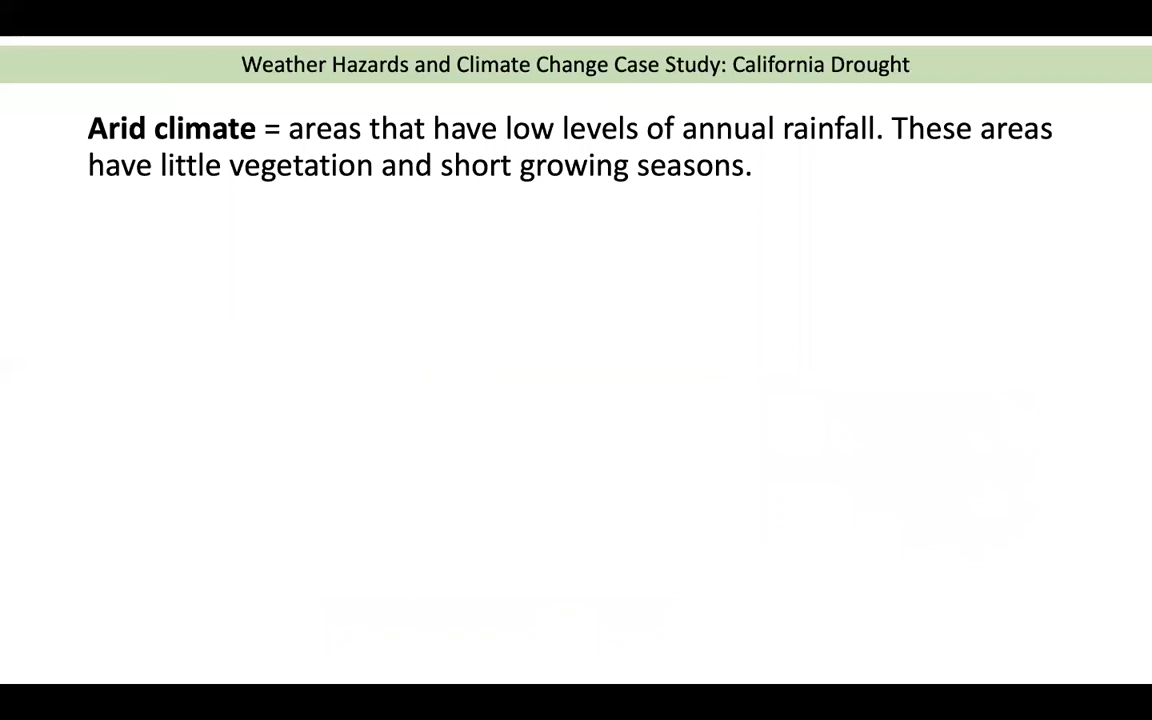 Weather Hazards and Climate Change Case Study: California Drought
Arid climate = areas that have low levels of annual rainfall. These areas
have little vegetation and short growing seasons.